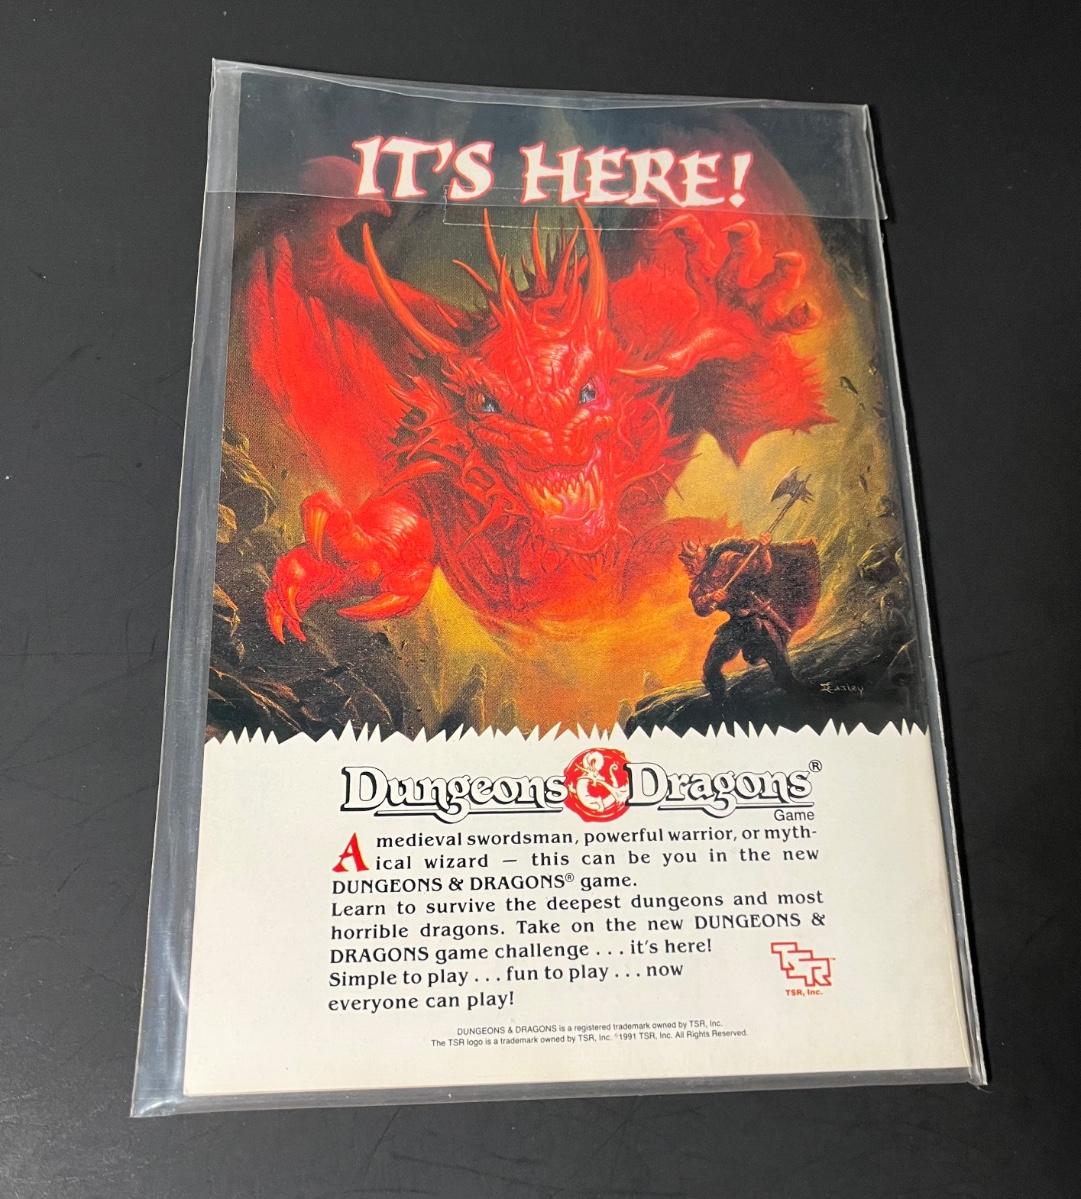 IT'S HERE!
Easley
Dungeons & Dragons®
Game
A medieval swordsman, powerful warrior, or myth-
ical wizard — this can be you in the new
DUNGEONS & DRAGONS® game.
Learn to survive the deepest dungeons and most
horrible dragons. Take on the new DUNGEONS &
DRAGONS game challenge . . . it's here!
Simple to play . . . fun to play . . . now
everyone can play!
TSR™
TSR, Inc.
DUNGEONS & DRAGONS is a registered trademark owned by TSR, Inc.
The TSR logo is a trademark owned by TSR, Inc. ©1991 TSR, Inc. All Rights Reserved.